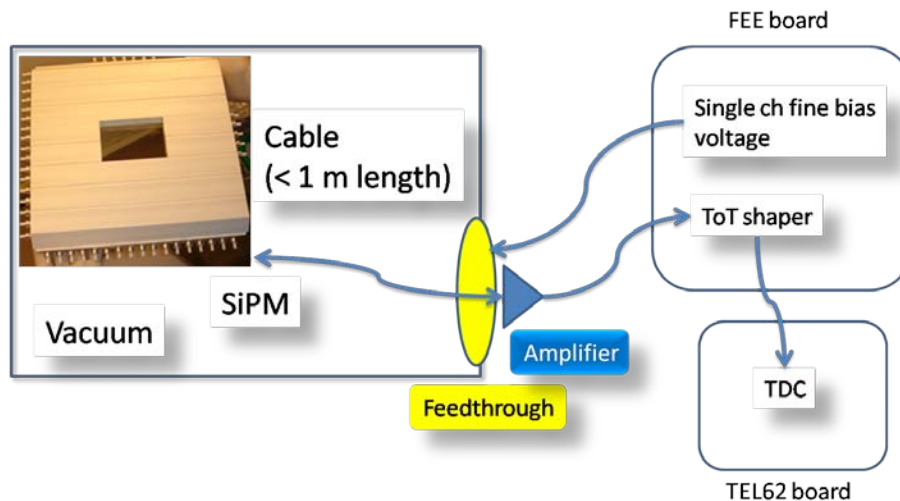 FEE board
Single ch fine bias
voltage
Cable
(< 1 m length)
ToT shaper
SiPM
Vacuum
Amplifier
Feedthrough
TDC
TEL62 board